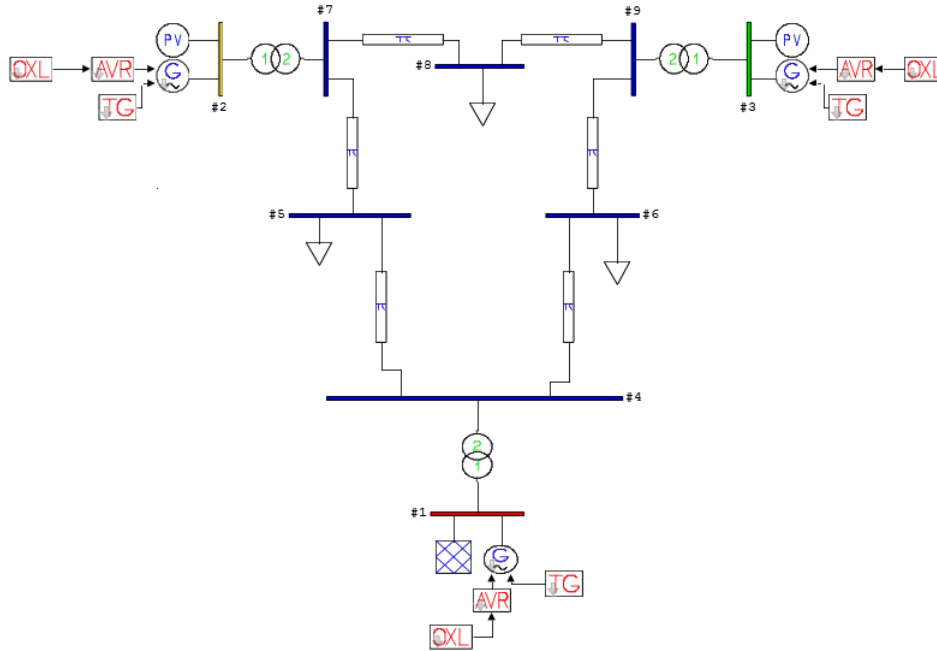 #7
#9
PV
π
π
PV
#8
OXL
AVR
G
1 2
2 1
G
AVR
OXL
#2
#3
TG
TG
π
π
#5
#6
π
π
#4
2
1
#1
G
TG
AVR
OXL